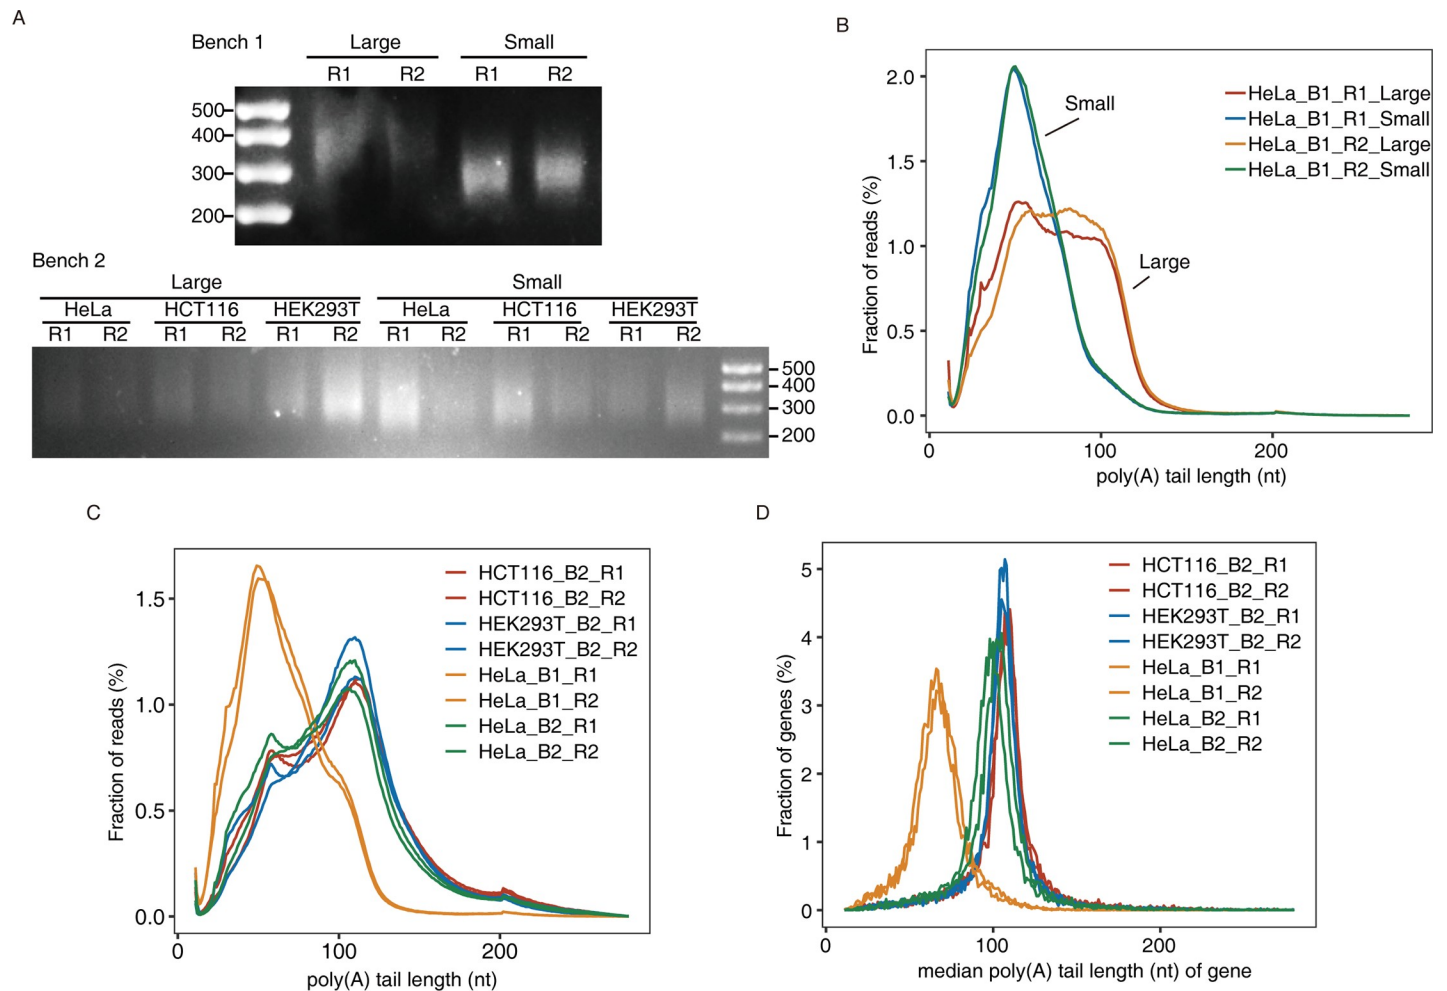 A
Bench 1
Large
Small
R1
R2
R1
R2
500
400
300
200
Bench 2
Large
Small
HeLa
HCT116
HEK293T
HeLa
HCT116
HEK293T
R1
R2
R1
R2
R1
R2
R1
R2
R1
R2
R1
R2
500
400
300
200
B
Fraction of reads (%)
2.0
1.5
1.0
0.5
0.0
0
100
200
poly(A) tail length (nt)
Small
Large
HeLa_B1_R1_Large
HeLa_B1_R1_Small
HeLa_B1_R2_Large
HeLa_B1_R2_Small
C
Fraction of reads (%)
1.5
1.0
0.5
0.0
0
100
200
poly(A) tail length (nt)
HCT116_B2_R1
HCT116_B2_R2
HEK293T_B2_R1
HEK293T_B2_R2
HeLa_B1_R1
HeLa_B1_R2
HeLa_B2_R1
HeLa_B2_R2
D
Fraction of genes (%)
5
4
3
2
1
0
0
100
200
median poly(A) tail length (nt) of gene
HCT116_B2_R1
HCT116_B2_R2
HEK293T_B2_R1
HEK293T_B2_R2
HeLa_B1_R1
HeLa_B1_R2
HeLa_B2_R1
HeLa_B2_R2